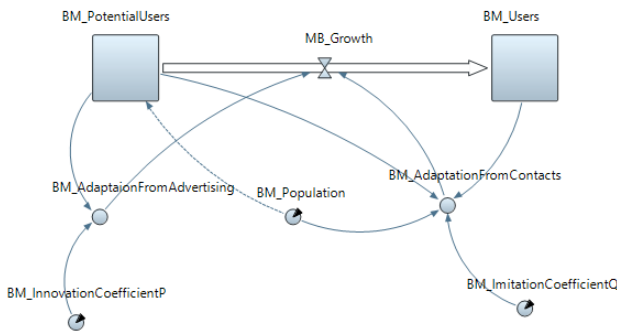 BM_PotentialUsers
BM_Users
MB_Growth
BM_AdaptaionFromAdvertising
BM_Population
BM_AdaptationFromContacts
BM_InnovationCoefficientP
BM_ImitationCoefficientQ